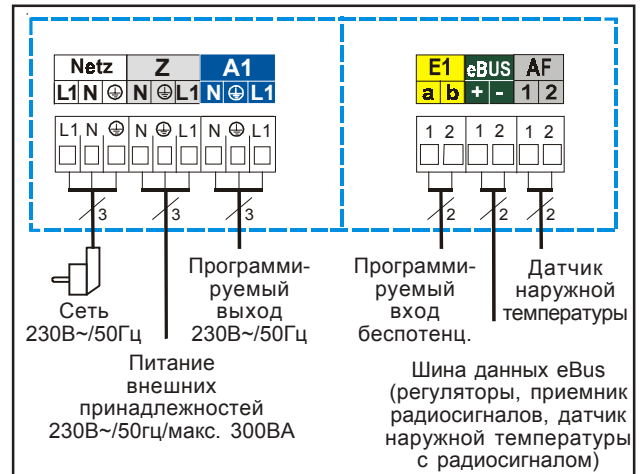 Netz Z A1
L1 N ⏚ N ⏚ L1 N ⏚ L1
L1 N ⏚ N ⏚ L1 N ⏚ L1
3 3 3
E1 eBUS AF
a b + - 1 2
1 2 1 2 1 2
2 2 2
Сеть
230В~/50Гц
Программи-
руемый
выход
230В~/50Гц
Питание
внешних
принадлежностей
230В~/50гц/макс. 300ВА
Программи-
руемый
вход
беспотенц.
Датчик
наружной
температуры
Шина данных eBus
(регуляторы, приемник
радиосигналов, датчик
наружной температуры
с радиосигналом)